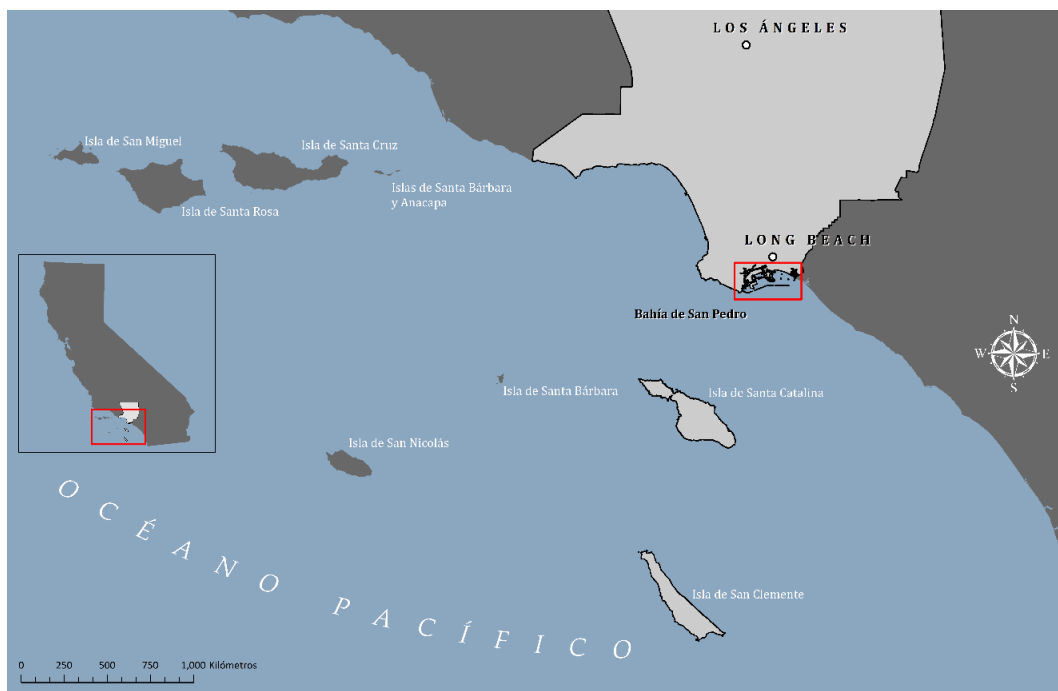 LOS ÁNGELES
Isla de San Miguel
Isla de Santa Cruz
Islas de Santa Bárbara
y Anacapa
Isla de Santa Rosa
LONG BEACH
Bahía de San Pedro
N
W E
S
Isla de Santa Bárbara
Isla de Santa Catalina
Isla de San Nicolás
OCÉANO PACÍFICO
Isla de San Clemente
0 250 500 750 1,000 Kilómtros